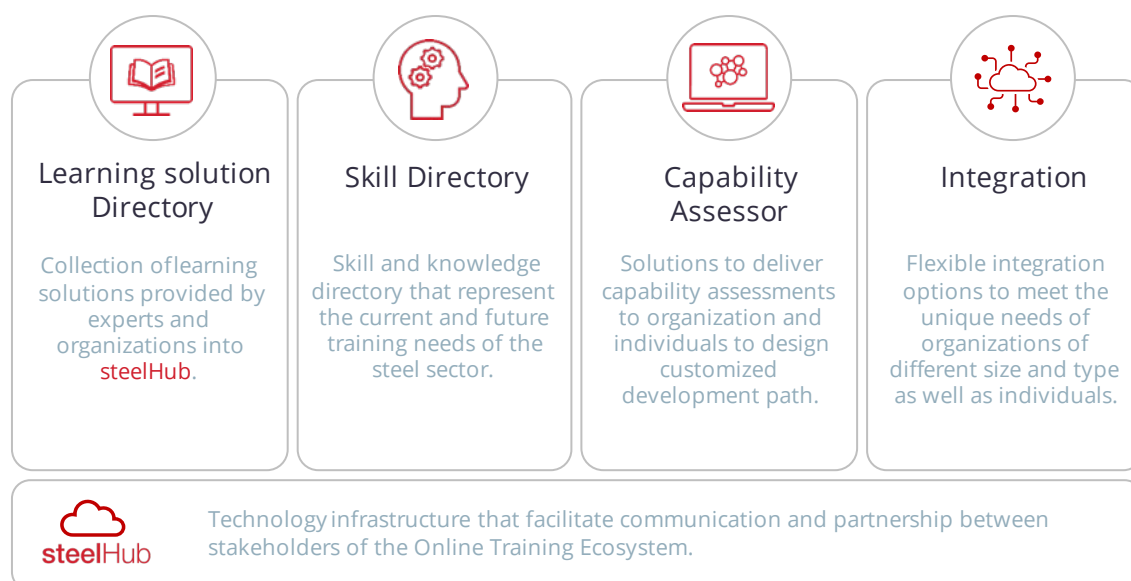 Learning solution
Directory
Collection of learning
solutions provided by
experts and
organizations into
steelHub.
Skill Directory
Skill and knowledge
directory that represent
the current and future
training needs of the
steel sector.
Capability
Assessor
Solutions to deliver
capability assessments
to organization and
individuals to design
customized
development path.
Integration
Flexible integration
options to meet the
unique needs of
organizations of
different size and type
as well as individuals.
steelHub
Technology infrastructure that facilitate communication and partnership between
stakeholders of the Online Training Ecosystem.